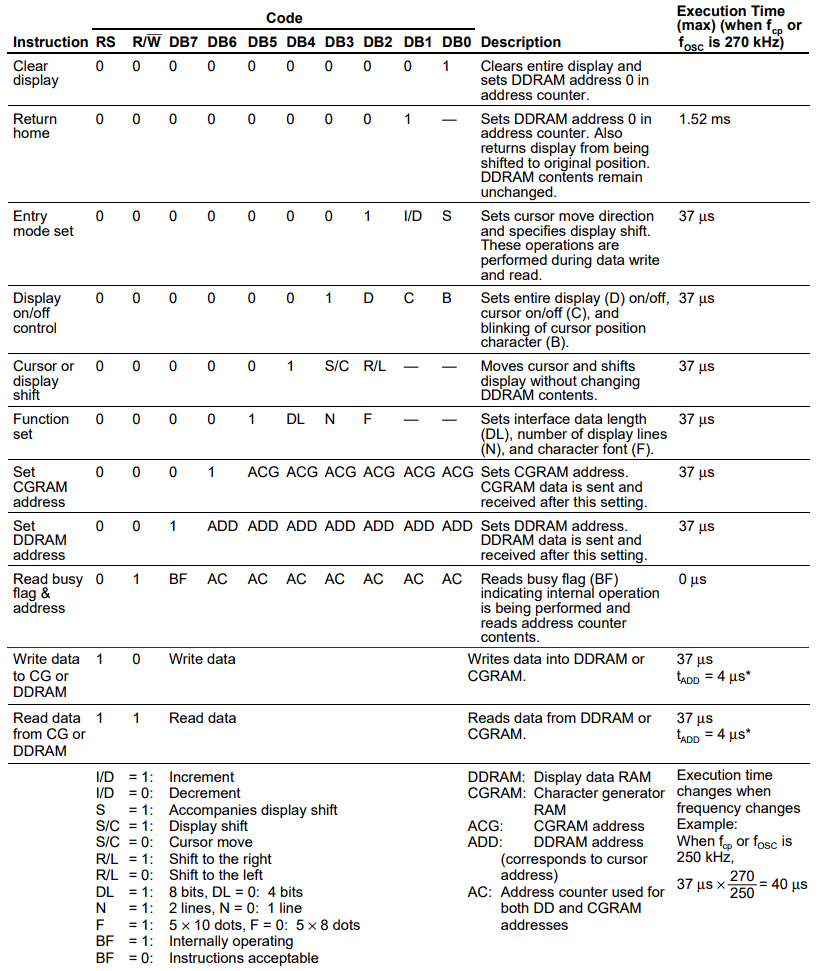 Code
Execution Time
(max) (when fcp or
fOSC is 270 kHz)
Instruction RS R/W̅ DB7 DB6 DB5 DB4 DB3 DB2 DB1 DB0 Description
Clear 0 0 0 0 0 0 0 0 0 1 Clears entire display and
display sets DDRAM address 0 in
address counter.
Return 0 0 0 0 0 0 0 0 1 — Sets DDRAM address 0 in 1.52 ms
home address counter. Also
returns display from being
shifted to original position.
DDRAM contents remain
unchanged.
Entry 0 0 0 0 0 0 0 1 I/D S Sets cursor move direction 37 µs
mode set and specifies display shift.
These operations are
performed during data write
and read.
Display 0 0 0 0 0 0 1 D C B Sets entire display (D) on/off, 37 µs
on/off cursor on/off (C), and
control blinking of cursor position
character (B).
Cursor or 0 0 0 0 0 1 S/C R/L — — Moves cursor and shifts 37 µs
display display without changing
shift DDRAM contents.
Function 0 0 0 0 1 DL N F — — Sets interface data length 37 µs
set (DL), number of display lines
(N), and character font (F).
Set 0 0 0 1 ACG ACG ACG ACG ACG ACG Sets CGRAM address. 37 µs
CGRAM CGRAM data is sent and
address received after this setting.
Set 0 0 1 ADD ADD ADD ADD ADD ADD ADD Sets DDRAM address. 37 µs
DDRAM DDRAM data is sent and
address received after this setting.
Read busy 0 1 BF AC AC AC AC AC AC AC Reads busy flag (BF) 0 µs
flag & indicating internal operation
address is being performed and
reads address counter
contents.
Write data 1 0 Write data Writes data into DDRAM or 37 µs
to CG or CGRAM. tADD = 4 µs*
DDRAM
Read data 1 1 Read data Reads data from DDRAM or 37 µs
from CG or CGRAM. tADD = 4 µs*
DDRAM
I/D = 1: Increment
I/D = 0: Decrement
S = 1: Accompanies display shift
S/C = 1: Display shift
S/C = 0: Cursor move
R/L = 1: Shift to the right
R/L = 0: Shift to the left
DL = 1: 8 bits, DL = 0: 4 bits
N = 1: 2 lines, N = 0: 1 line
F = 1: 5 × 10 dots, F = 0: 5 × 8 dots
BF = 1: Internally operating
BF = 0: Instructions acceptable
DDRAM: Display data RAM
CGRAM: Character generator
RAM
ACG: CGRAM address
ADD: DDRAM address
(corresponds to cursor
address)
AC: Address counter used for
both DD and CGRAM
addresses
Execution time
changes when
frequency changes
Example:
When fcp or fOSC is
250 kHz,
37 µs × 270/250 = 40 µs